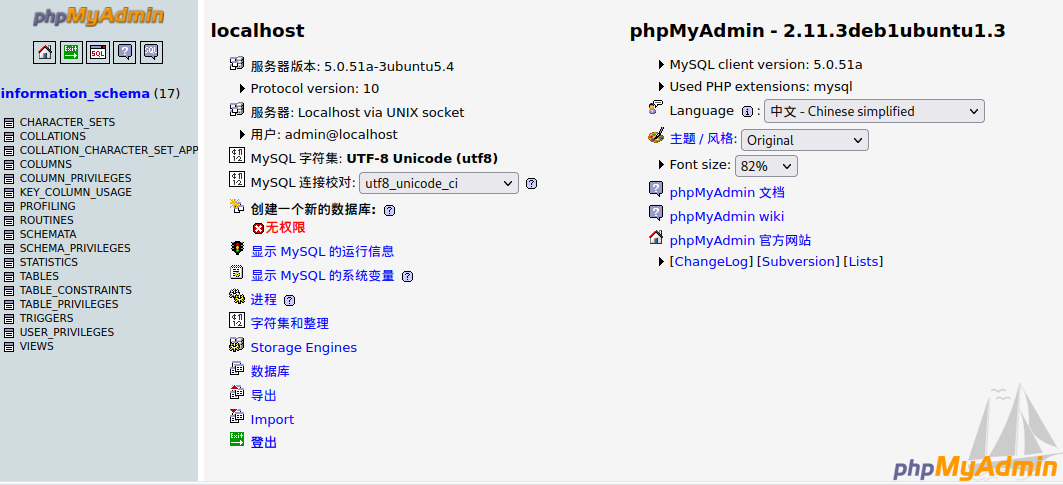 phpMyAdmin
Exit
SQL
?
SQL
information_schema (17)
CHARACTER_SETS
COLLATIONS
COLLATION_CHARACTER_SET_APP
COLUMNS
COLUMN_PRIVILEGES
KEY_COLUMN_USAGE
PROFILING
ROUTINES
SCHEMATA
SCHEMA_PRIVILEGES
STATISTICS
TABLES
TABLE_CONSTRAINTS
TABLE_PRIVILEGES
TRIGGERS
USER_PRIVILEGES
VIEWS
localhost
服务器版本: 5.0.51a-3ubuntu5.4
Protocol version: 10
服务器: Localhost via UNIX socket
用户: admin@localhost
MySQL 字符集: UTF-8 Unicode (utf8)
MySQL 连接校对: utf8_unicode_ci ?
创建一个新的数据库: ?
无权限
显示 MySQL 的运行信息
显示 MySQL 的系统变量 ?
进程 ?
字符集和整理
Storage Engines
数据库
导出
Import
登出
phpMyAdmin - 2.11.3deb1ubuntu1.3
MySQL client version: 5.0.51a
Used PHP extensions: mysql
Language i : 中文 - Chinese simplified
主题 / 风格: Original
Font size: 82%
phpMyAdmin 文档
phpMyAdmin wiki
phpMyAdmin 官方网站
[ChangeLog] [Subversion] [Lists]
phpMyAdmin